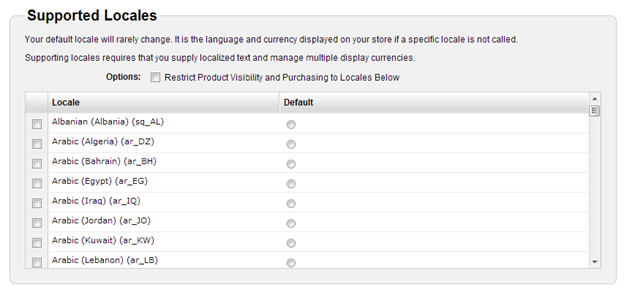 Supported Locales
Your default locale will rarely change. It is the language and currency displayed on your store if a specific locale is not called.
Supporting locales requires that you supply localized text and manage multiple display currencies.
Options: Restrict Product Visibility and Purchasing to Locales Below
Locale Default
Albanian (Albania) (sq_AL)
Arabic (Algeria) (ar_DZ)
Arabic (Bahrain) (ar_BH)
Arabic (Egypt) (ar_EG)
Arabic (Iraq) (ar_IQ)
Arabic (Jordan) (ar_JO)
Arabic (Kuwait) (ar_KW)
Arabic (Lebanon) (ar_LB)